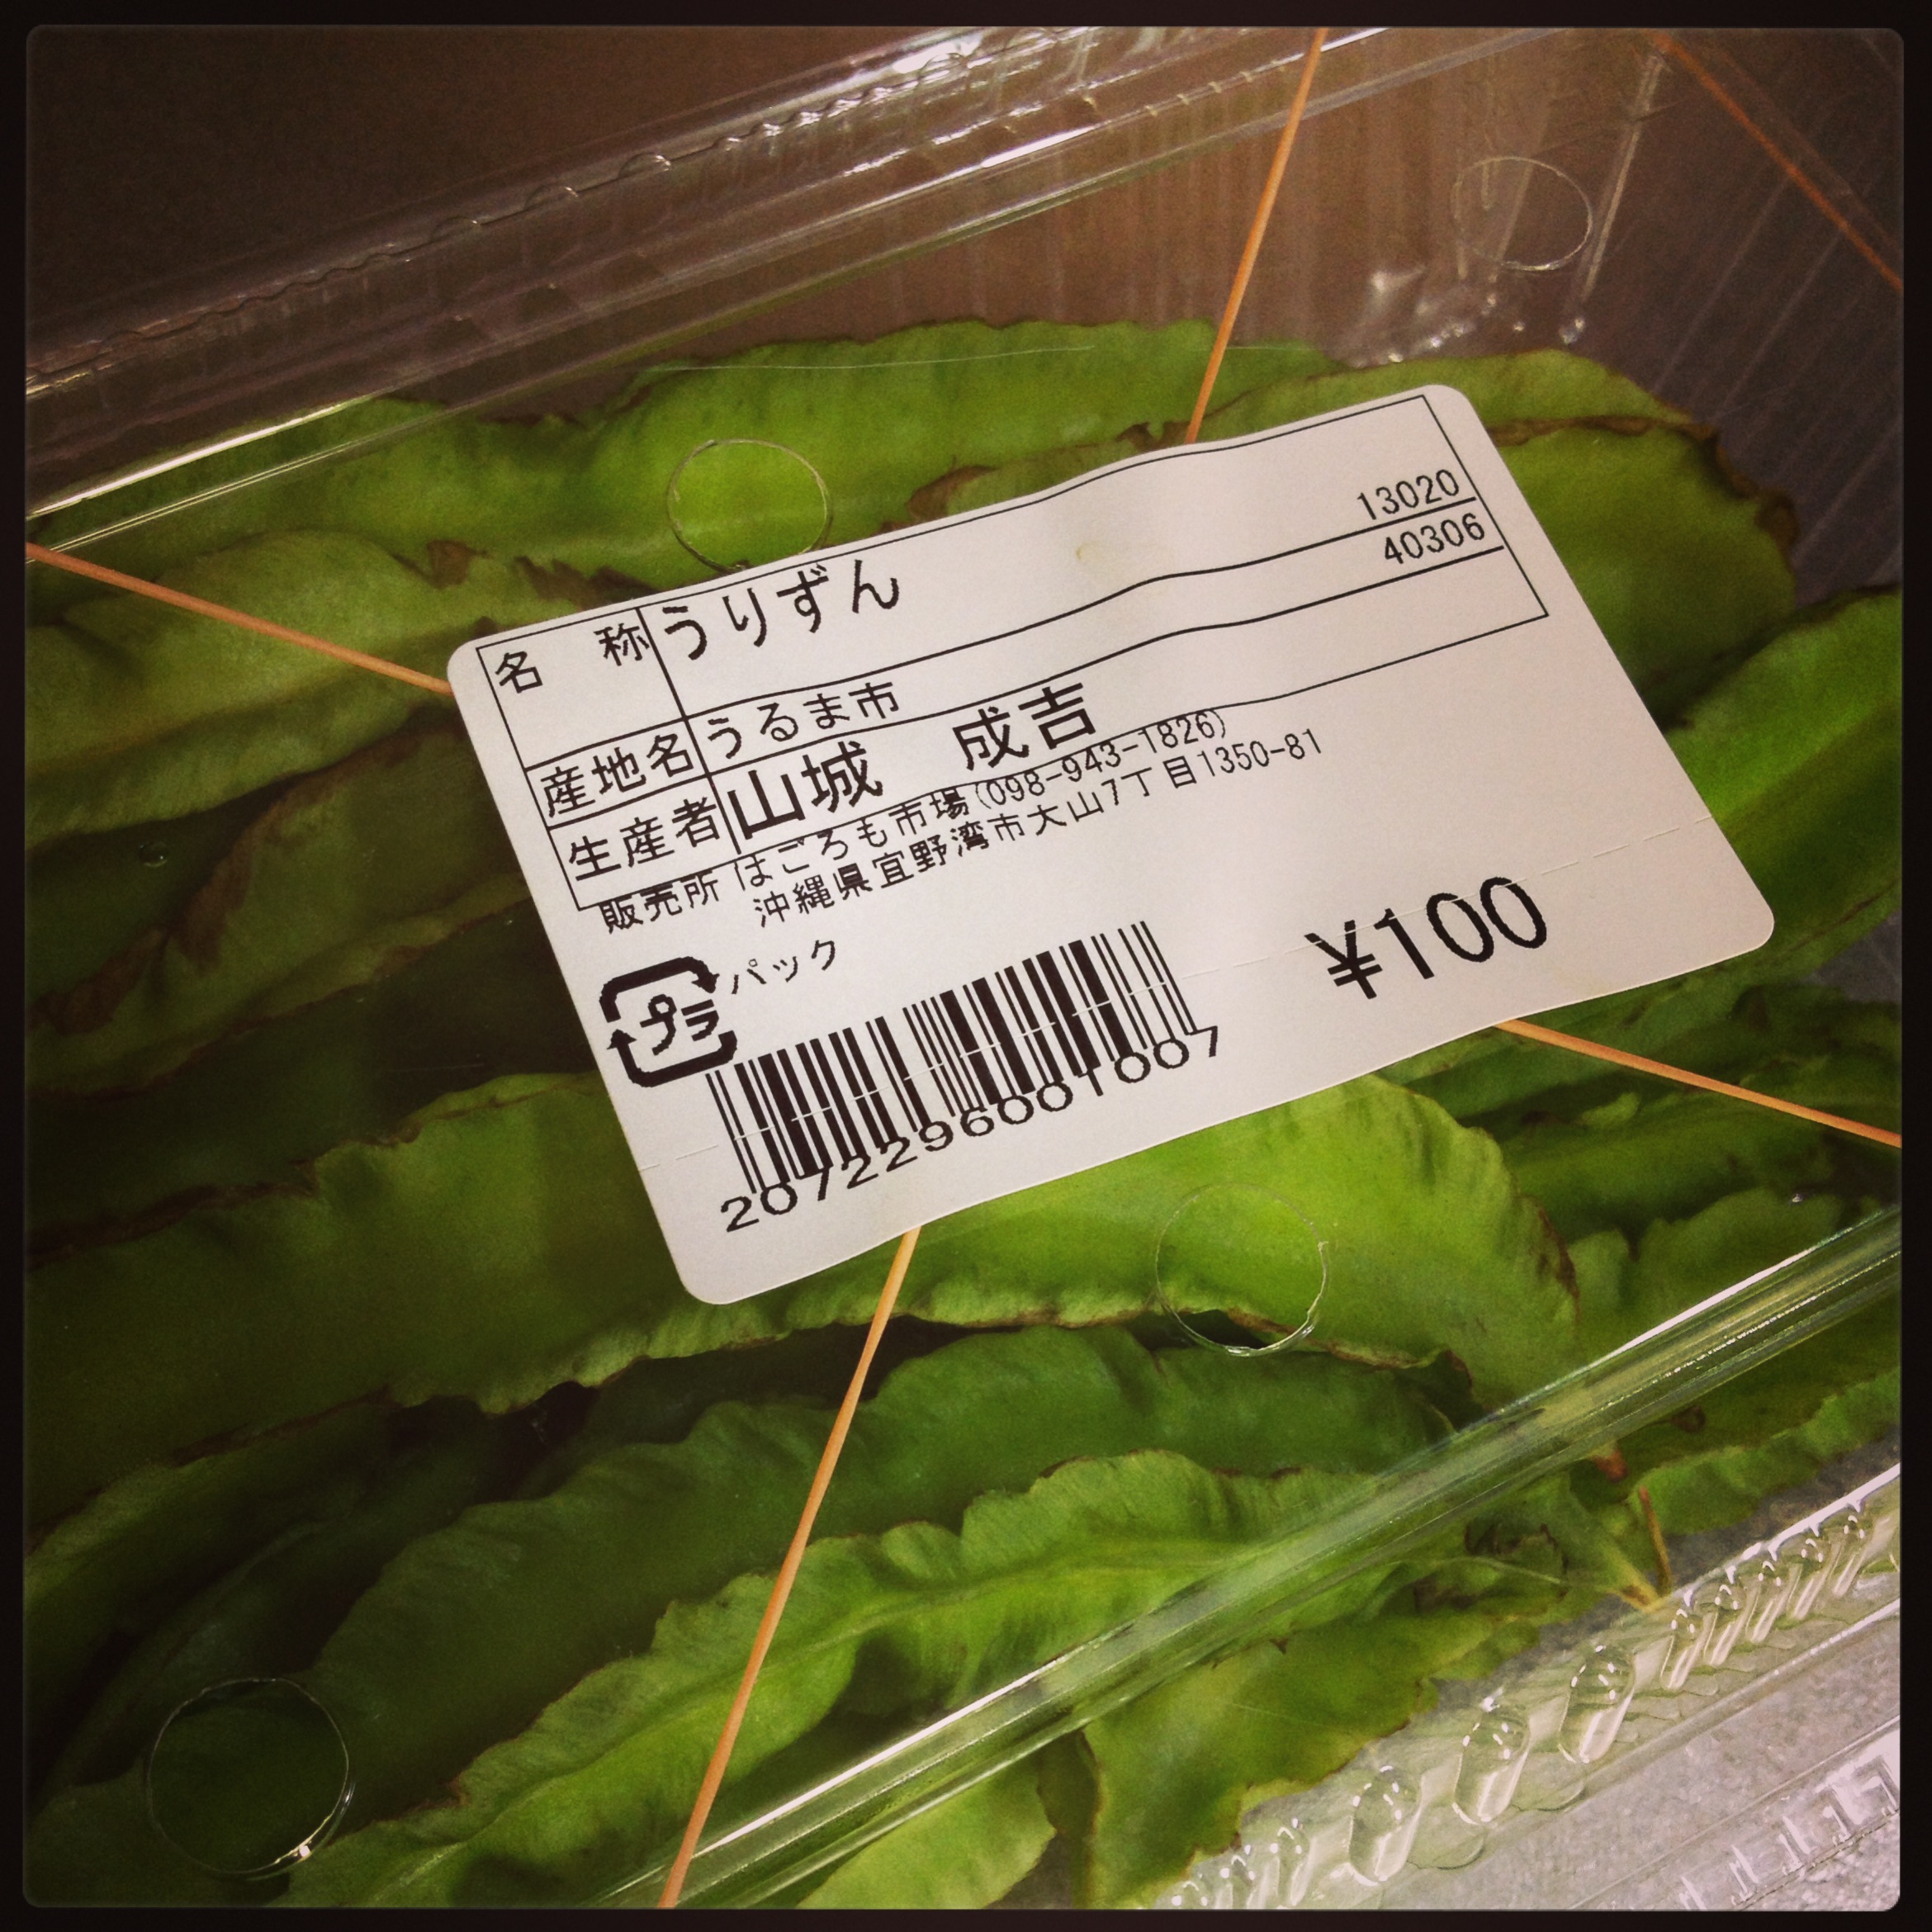 名 称 うりずん 13020
産地名 うるま市 40306
生産者 山城 成吉
販売所 はごろも市場(098-943-1826)
沖縄県宜野湾市大山7丁目1350-81
プラ パック
¥100
2072296001007